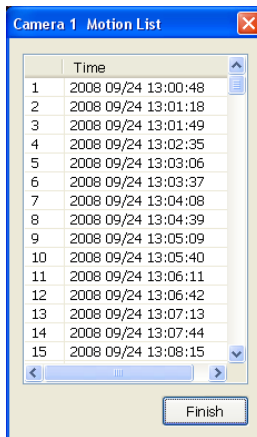 Camera 1 Motion List
Time
1 2008 09/24 13:00:48
2 2008 09/24 13:01:18
3 2008 09/24 13:01:49
4 2008 09/24 13:02:35
5 2008 09/24 13:03:06
6 2008 09/24 13:03:37
7 2008 09/24 13:04:08
8 2008 09/24 13:04:39
9 2008 09/24 13:05:09
10 2008 09/24 13:05:40
11 2008 09/24 13:06:11
12 2008 09/24 13:06:42
13 2008 09/24 13:07:13
14 2008 09/24 13:07:44
15 2008 09/24 13:08:15
Finish